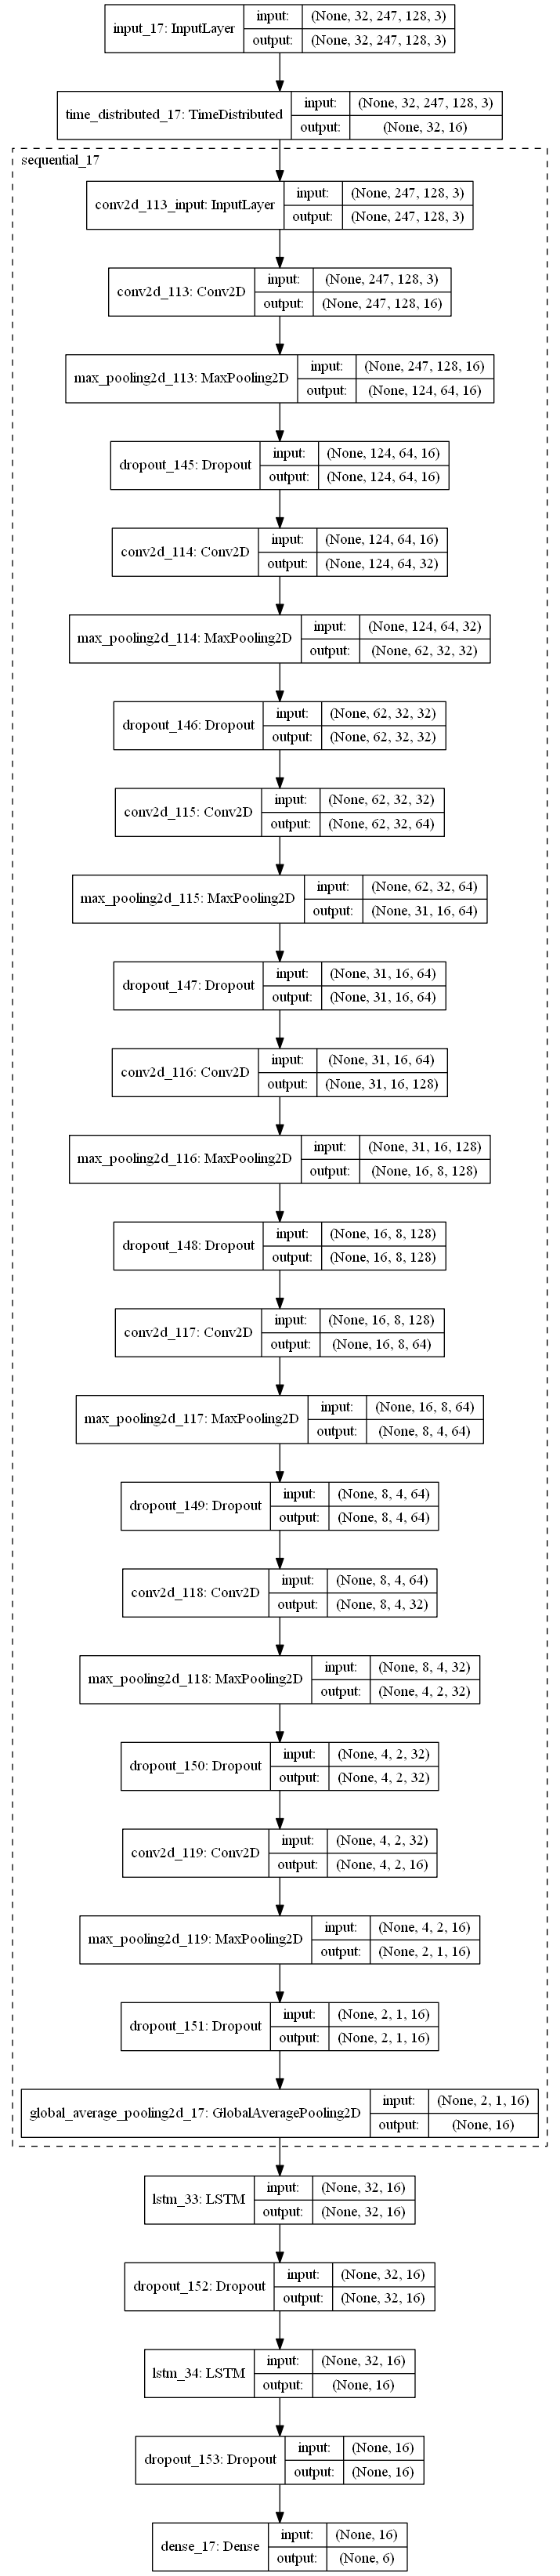 input_17: InputLayer
input: (None, 32, 247, 128, 3)
output: (None, 32, 247, 128, 3)
time_distributed_17: TimeDistributed
input: (None, 32, 247, 128, 3)
output: (None, 32, 16)
sequential_17
conv2d_113_input: InputLayer
input: (None, 247, 128, 3)
output: (None, 247, 128, 3)
conv2d_113: Conv2D
input: (None, 247, 128, 3)
output: (None, 247, 128, 16)
max_pooling2d_113: MaxPooling2D
input: (None, 247, 128, 16)
output: (None, 124, 64, 16)
dropout_145: Dropout
input: (None, 124, 64, 16)
output: (None, 124, 64, 16)
conv2d_114: Conv2D
input: (None, 124, 64, 16)
output: (None, 124, 64, 32)
max_pooling2d_114: MaxPooling2D
input: (None, 124, 64, 32)
output: (None, 62, 32, 32)
dropout_146: Dropout
input: (None, 62, 32, 32)
output: (None, 62, 32, 32)
conv2d_115: Conv2D
input: (None, 62, 32, 32)
output: (None, 62, 32, 64)
max_pooling2d_115: MaxPooling2D
input: (None, 62, 32, 64)
output: (None, 31, 16, 64)
dropout_147: Dropout
input: (None, 31, 16, 64)
output: (None, 31, 16, 64)
conv2d_116: Conv2D
input: (None, 31, 16, 64)
output: (None, 31, 16, 128)
max_pooling2d_116: MaxPooling2D
input: (None, 31, 16, 128)
output: (None, 16, 8, 128)
dropout_148: Dropout
input: (None, 16, 8, 128)
output: (None, 16, 8, 128)
conv2d_117: Conv2D
input: (None, 16, 8, 128)
output: (None, 16, 8, 64)
max_pooling2d_117: MaxPooling2D
input: (None, 16, 8, 64)
output: (None, 8, 4, 64)
dropout_149: Dropout
input: (None, 8, 4, 64)
output: (None, 8, 4, 64)
conv2d_118: Conv2D
input: (None, 8, 4, 64)
output: (None, 8, 4, 32)
max_pooling2d_118: MaxPooling2D
input: (None, 8, 4, 32)
output: (None, 4, 2, 32)
dropout_150: Dropout
input: (None, 4, 2, 32)
output: (None, 4, 2, 32)
conv2d_119: Conv2D
input: (None, 4, 2, 32)
output: (None, 4, 2, 16)
max_pooling2d_119: MaxPooling2D
input: (None, 4, 2, 16)
output: (None, 2, 1, 16)
dropout_151: Dropout
input: (None, 2, 1, 16)
output: (None, 2, 1, 16)
global_average_pooling2d_17: GlobalAveragePooling2D
input: (None, 2, 1, 16)
output: (None, 16)
lstm_33: LSTM
input: (None, 32, 16)
output: (None, 32, 16)
dropout_152: Dropout
input: (None, 32, 16)
output: (None, 32, 16)
lstm_34: LSTM
input: (None, 32, 16)
output: (None, 16)
dropout_153: Dropout
input: (None, 16)
output: (None, 16)
dense_17: Dense
input: (None, 16)
output: (None, 6)